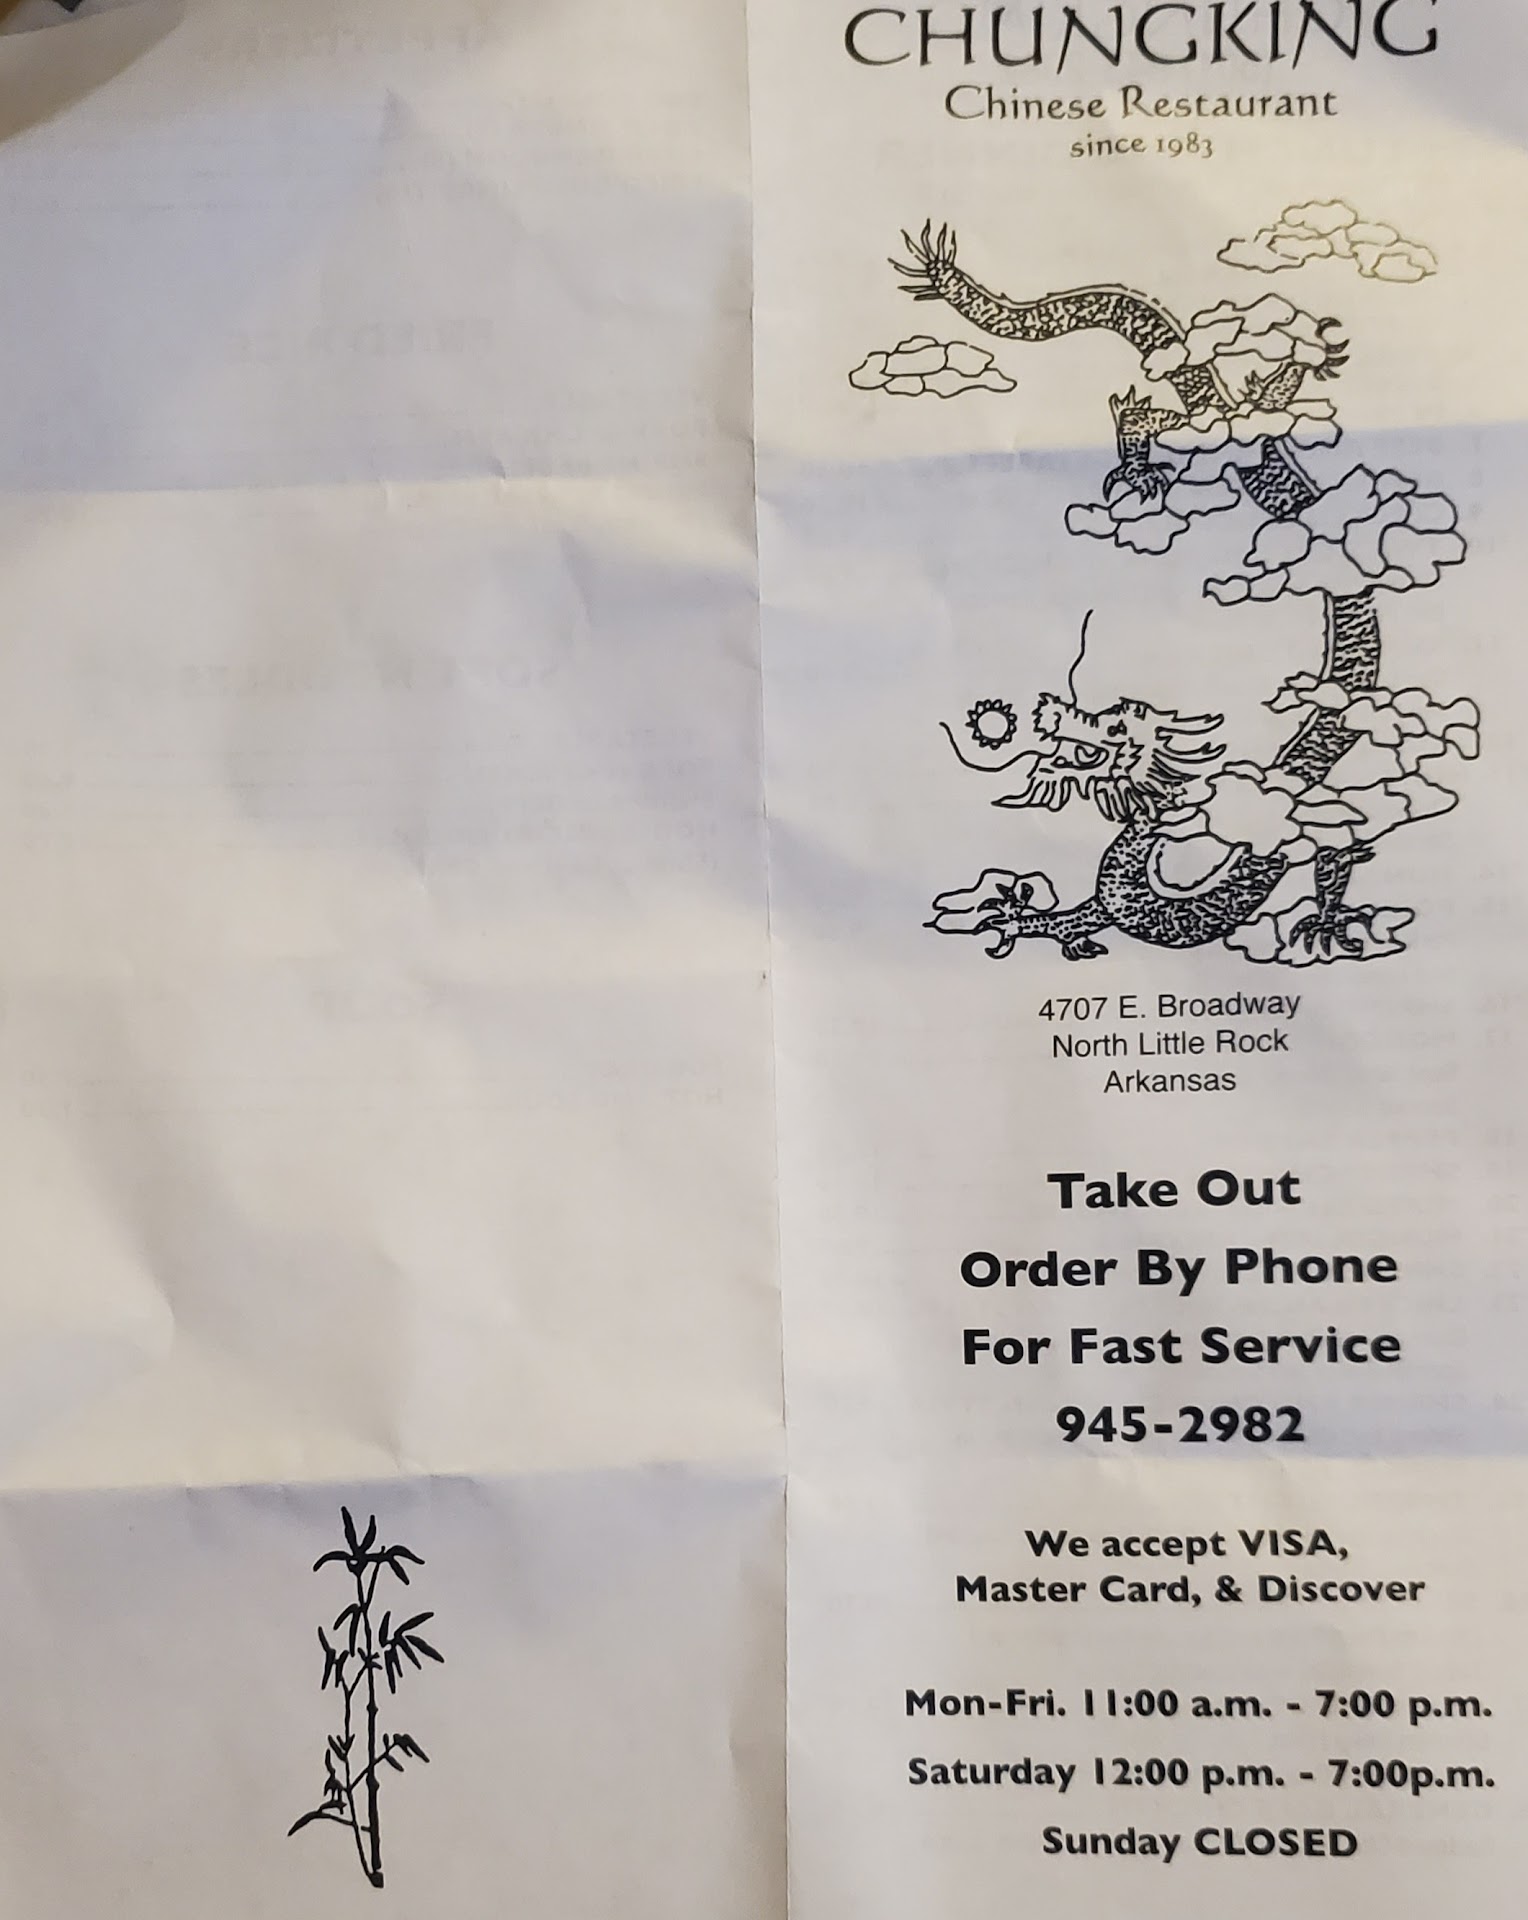 CHUNGKING
Chinese Restaurant
since 1983
4707 E. Broadway
North Little Rock
Arkansas
Take Out
Order By Phone
For Fast Service
945-2982
We accept VISA,
Master Card, & Discover
Mon-Fri. 11:00 a.m. - 7:00 p.m.
Saturday 12:00 p.m. - 7:00p.m.
Sunday CLOSED